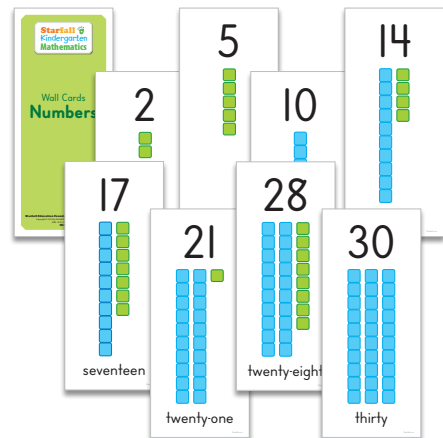 Starfall
Kindergarten
Mathematics
Wall Cards
Numbers
2
5
10
14
17
seventeen
21
twenty-one
28
twenty-eight
30
thirty